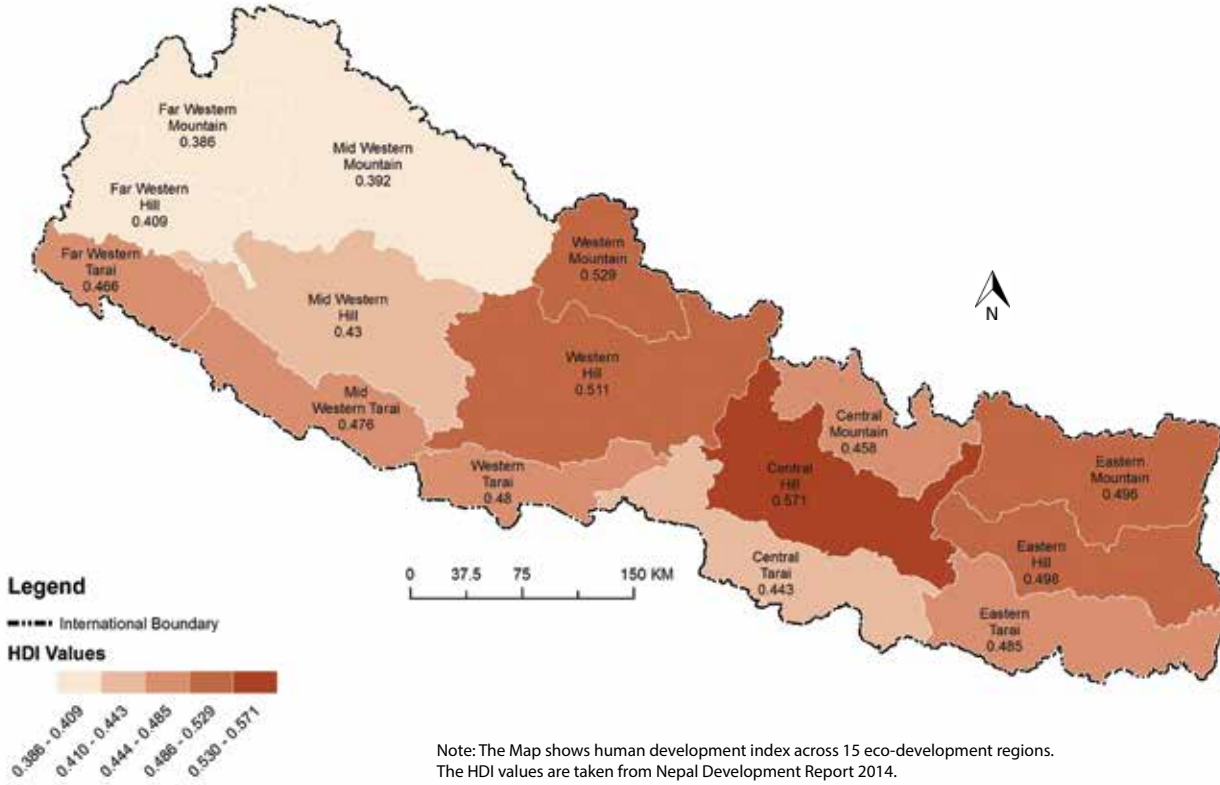 Far Western
Mountain
0.386
Mid Western
Mountain
0.392
Far Western
Hill
0.409
Far Western
Tarai
0.466
Western
Mountain
0.529
Mid Western
Hill
0.43
N
Western
Hill
0.511
Mid
Western Tarai
0.476
Central
Mountain
0.458
Western
Tarai
0.48
Central
Hill
0.571
Eastern
Mountain
0.496
Eastern
Hill
0.498
Central
Tarai
0.443
Eastern
Tarai
0.485
0 37.5 75 150 KM
Legend
International Boundary
HDI Values
0.386 - 0.409
0.410 - 0.443
0.444 - 0.485
0.486 - 0.529
0.530 - 0.571
Note: The Map shows human development index across 15 eco-development regions.
The HDI values are taken from Nepal Development Report 2014.